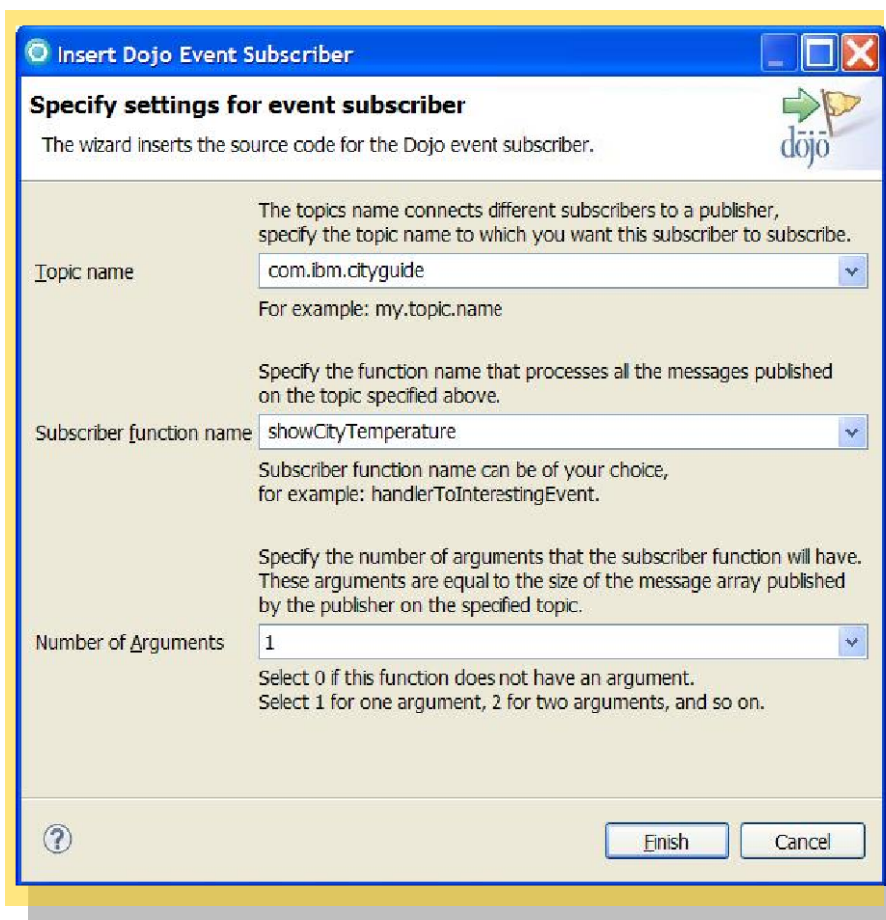 Insert Dojo Event Subscriber
Specify settings for event subscriber
The wizard inserts the source code for the Dojo event subscriber.
dōjō
The topics name connects different subscribers to a publisher,
specify the topic name to which you want this subscriber to subscribe.
Topic name
com.ibm.cityguide
For example: my.topic.name
Specify the function name that processes all the messages published
on the topic specified above.
Subscriber function name
showCityTemperature
Subscriber function name can be of your choice,
for example: handlerToInterestingEvent.
Specify the number of arguments that the subscriber function will have.
These arguments are equal to the size of the message array published
by the publisher on the specified topic.
Number of Arguments
1
Select 0 if this function does not have an argument.
Select 1 for one argument, 2 for two arguments, and so on.
?
Finish
Cancel